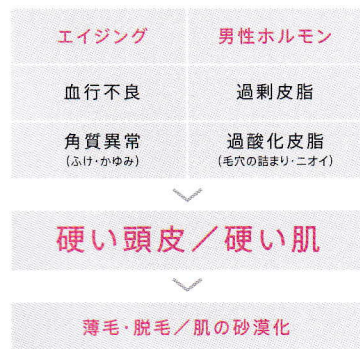 エイジング
男性ホルモン
血行不良
過剰皮脂
角質異常
(ふけ・かゆみ)
過酸化皮脂
(毛穴の詰まり・ニオイ)
硬い頭皮／硬い肌
薄毛・脱毛／肌の砂漠化